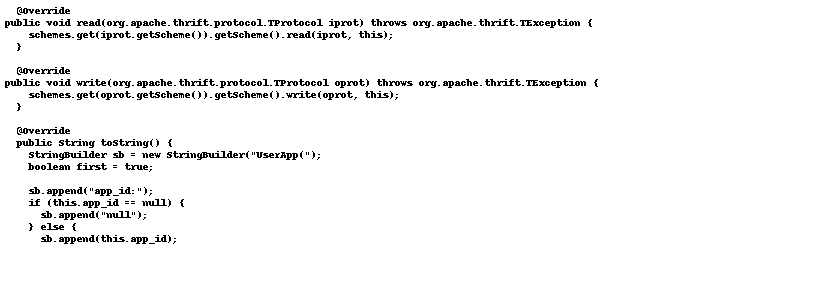 @Override
public void read(org.apache.thrift.protocol.TProtocol iprot) throws org.apache.thrift.TException {
schemes.get(iprot.getScheme()).getScheme().read(iprot, this);
}
@Override
public void write(org.apache.thrift.protocol.TProtocol oprot) throws org.apache.thrift.TException {
schemes.get(oprot.getScheme()).getScheme().write(oprot, this);
}
@Override
public String toString() {
StringBuilder sb = new StringBuilder("UserApp(");
boolean first = true;
sb.append("app_id:");
if (this.app_id == null) {
sb.append("null");
} else {
sb.append(this.app_id);